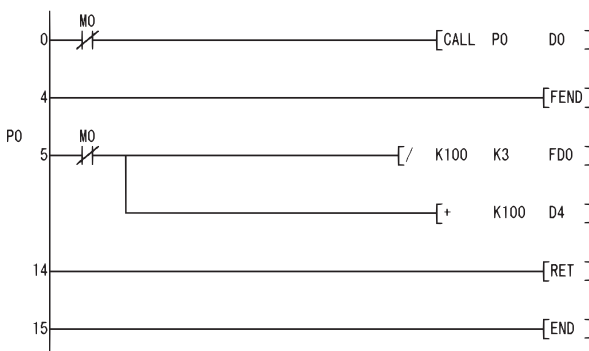 M0
0 [CALL P0 D0 ]
4 [FEND]
P0 M0
5 [/ K100 K3 FD0 ]
[+ K100 D4 ]
14 [RET ]
15 [END ]